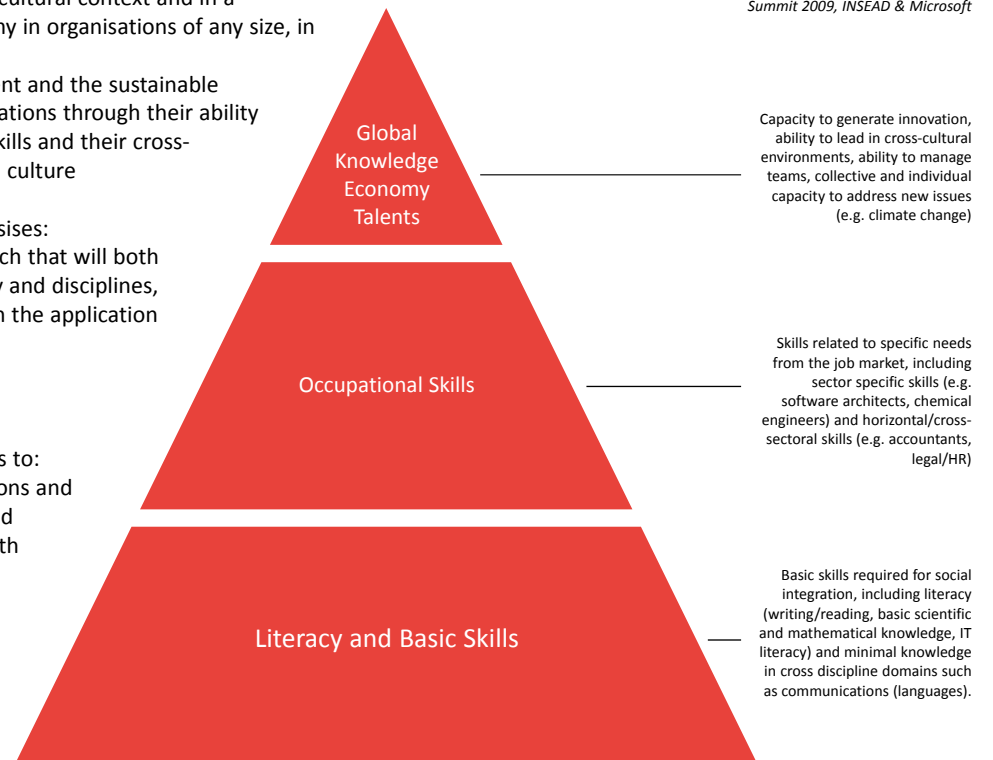 cultural context and in a
ny in organisations of any size, in
nt and the sustainable
ations through their ability
kills and their cross-
culture
sises:
ch that will both
y and disciplines,
n the application
s to:
ons and
d
th
Summit 2009, INSEAD & Microsoft
Global
Knowledge
Economy
Talents
Capacity to generate innovation,
ability to lead in cross-cultural
environments, ability to manage
teams, collective and individual
capacity to address new issues
(e.g. climate change)
Occupational Skills
Skills related to specific needs
from the job market, including
sector specific skills (e.g.
software architects, chemical
engineers) and horizontal/cross-
sectoral skills (e.g. accountants,
legal/HR)
Literacy and Basic Skills
Basic skills required for social
integration, including literacy
(writing/reading, basic scientific
and mathematical knowledge, IT
literacy) and minimal knowledge
in cross discipline domains such
as communications (languages).